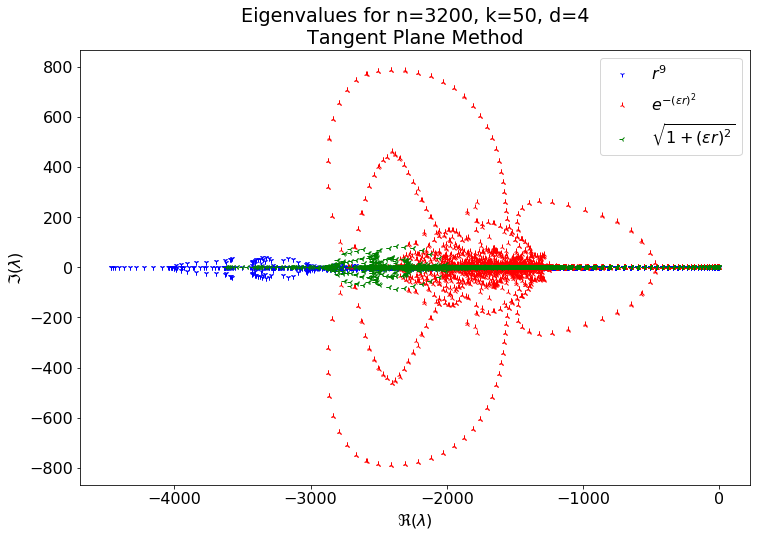 Eigenvalues for n=3200, k=50, d=4
Tangent Plane Method
r⁹
e^{-(εr)²}
√(1+(εr)²)
800
600
400
200
0
−200
−400
−600
−800
ℑ(λ)
−4000 −3000 −2000 −1000 0
ℜ(λ)